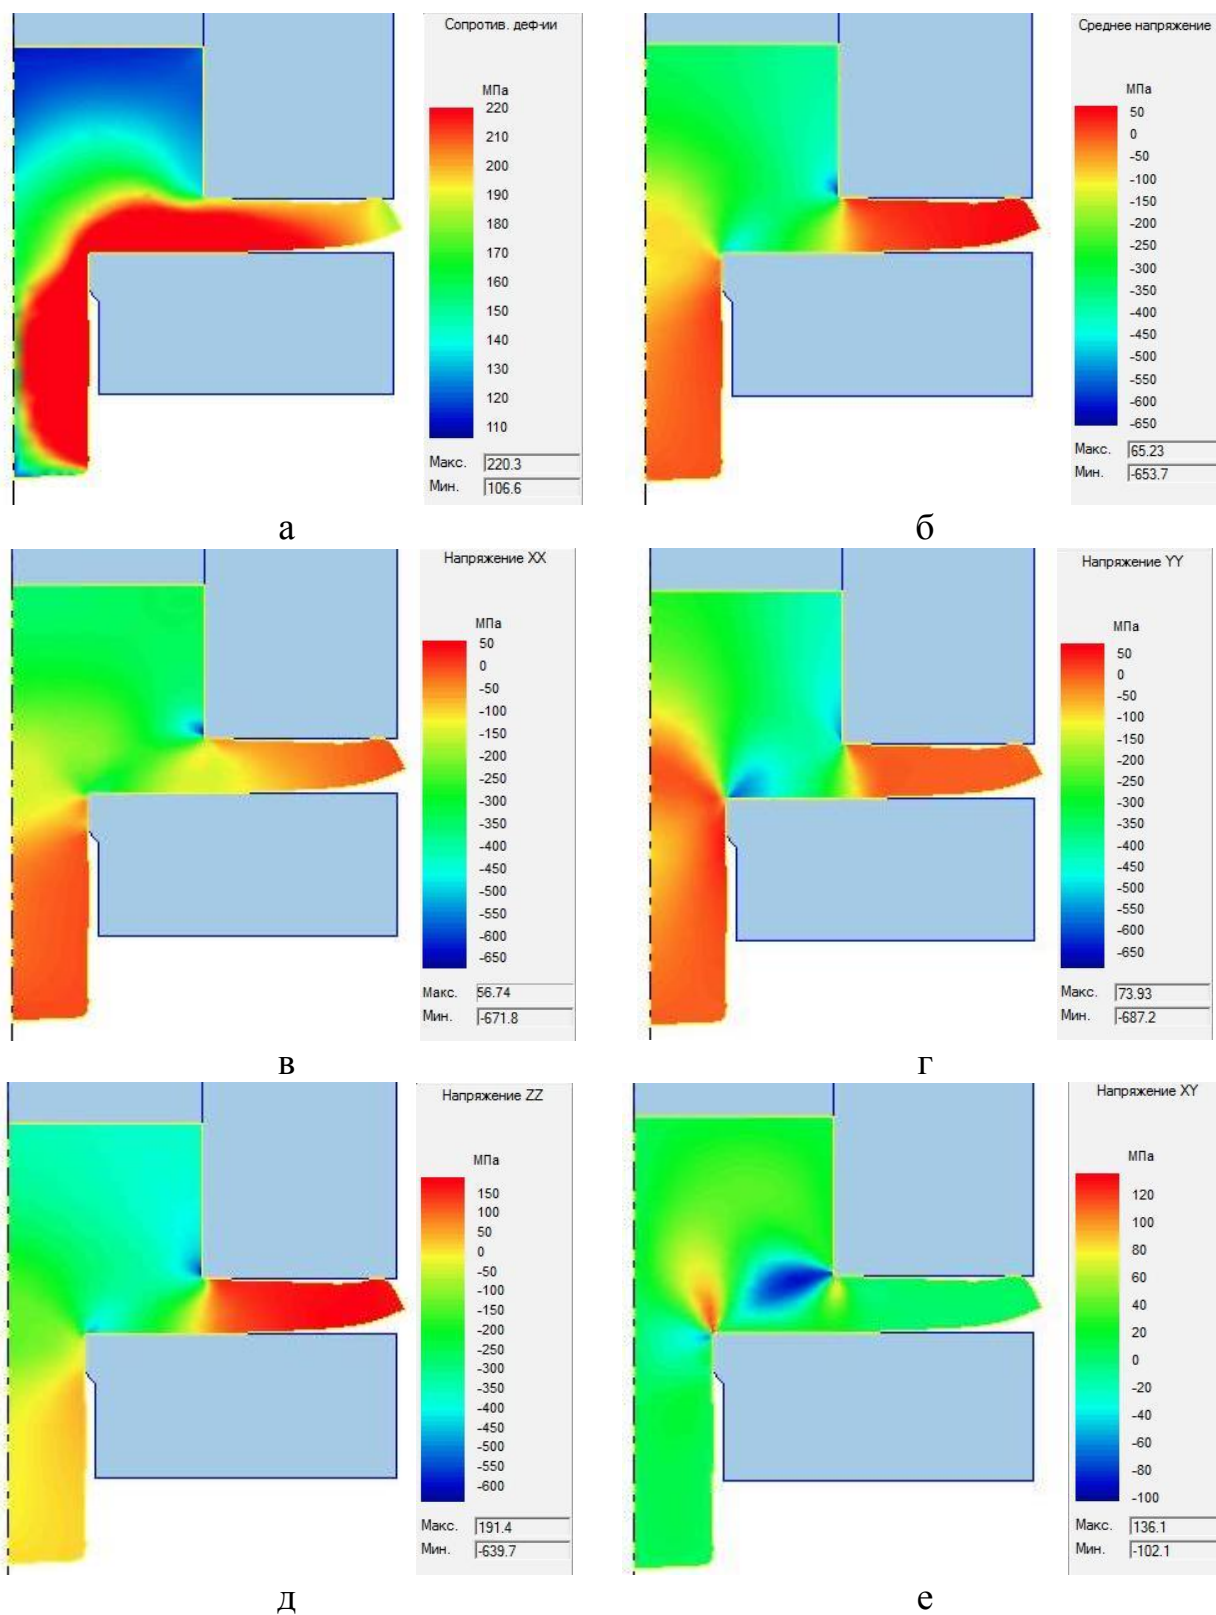 Сопротив. деф-ии
МПа
220
210
200
190
180
170
160
150
140
130
120
110
Макс. 220.3
Мин. 106.6
а
Среднее напряжение
МПа
50
0
-50
-100
-150
-200
-250
-300
-350
-400
-450
-500
-550
-600
-650
Макс. 65.23
Мин. -653.7
б
Напряжение XX
МПа
50
0
-50
-100
-150
-200
-250
-300
-350
-400
-450
-500
-550
-600
-650
Макс. 56.74
Мин. -671.8
в
Напряжение YY
МПа
50
0
-50
-100
-150
-200
-250
-300
-350
-400
-450
-500
-550
-600
-650
Макс. 73.93
Мин. -687.2
г
Напряжение ZZ
МПа
150
100
50
0
-50
-100
-150
-200
-250
-300
-350
-400
-450
-500
-550
-600
Макс. 191.4
Мин. -639.7
д
Напряжение XY
МПа
120
100
80
60
40
20
0
-20
-40
-60
-80
-100
Макс. 136.1
Мин. -102.1
е